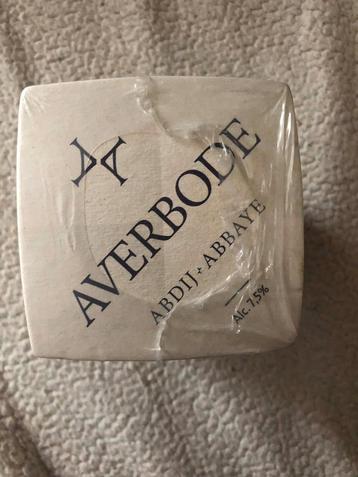 AVERBODE
ABDIJ + ABBAYE
Alc. 7,5%